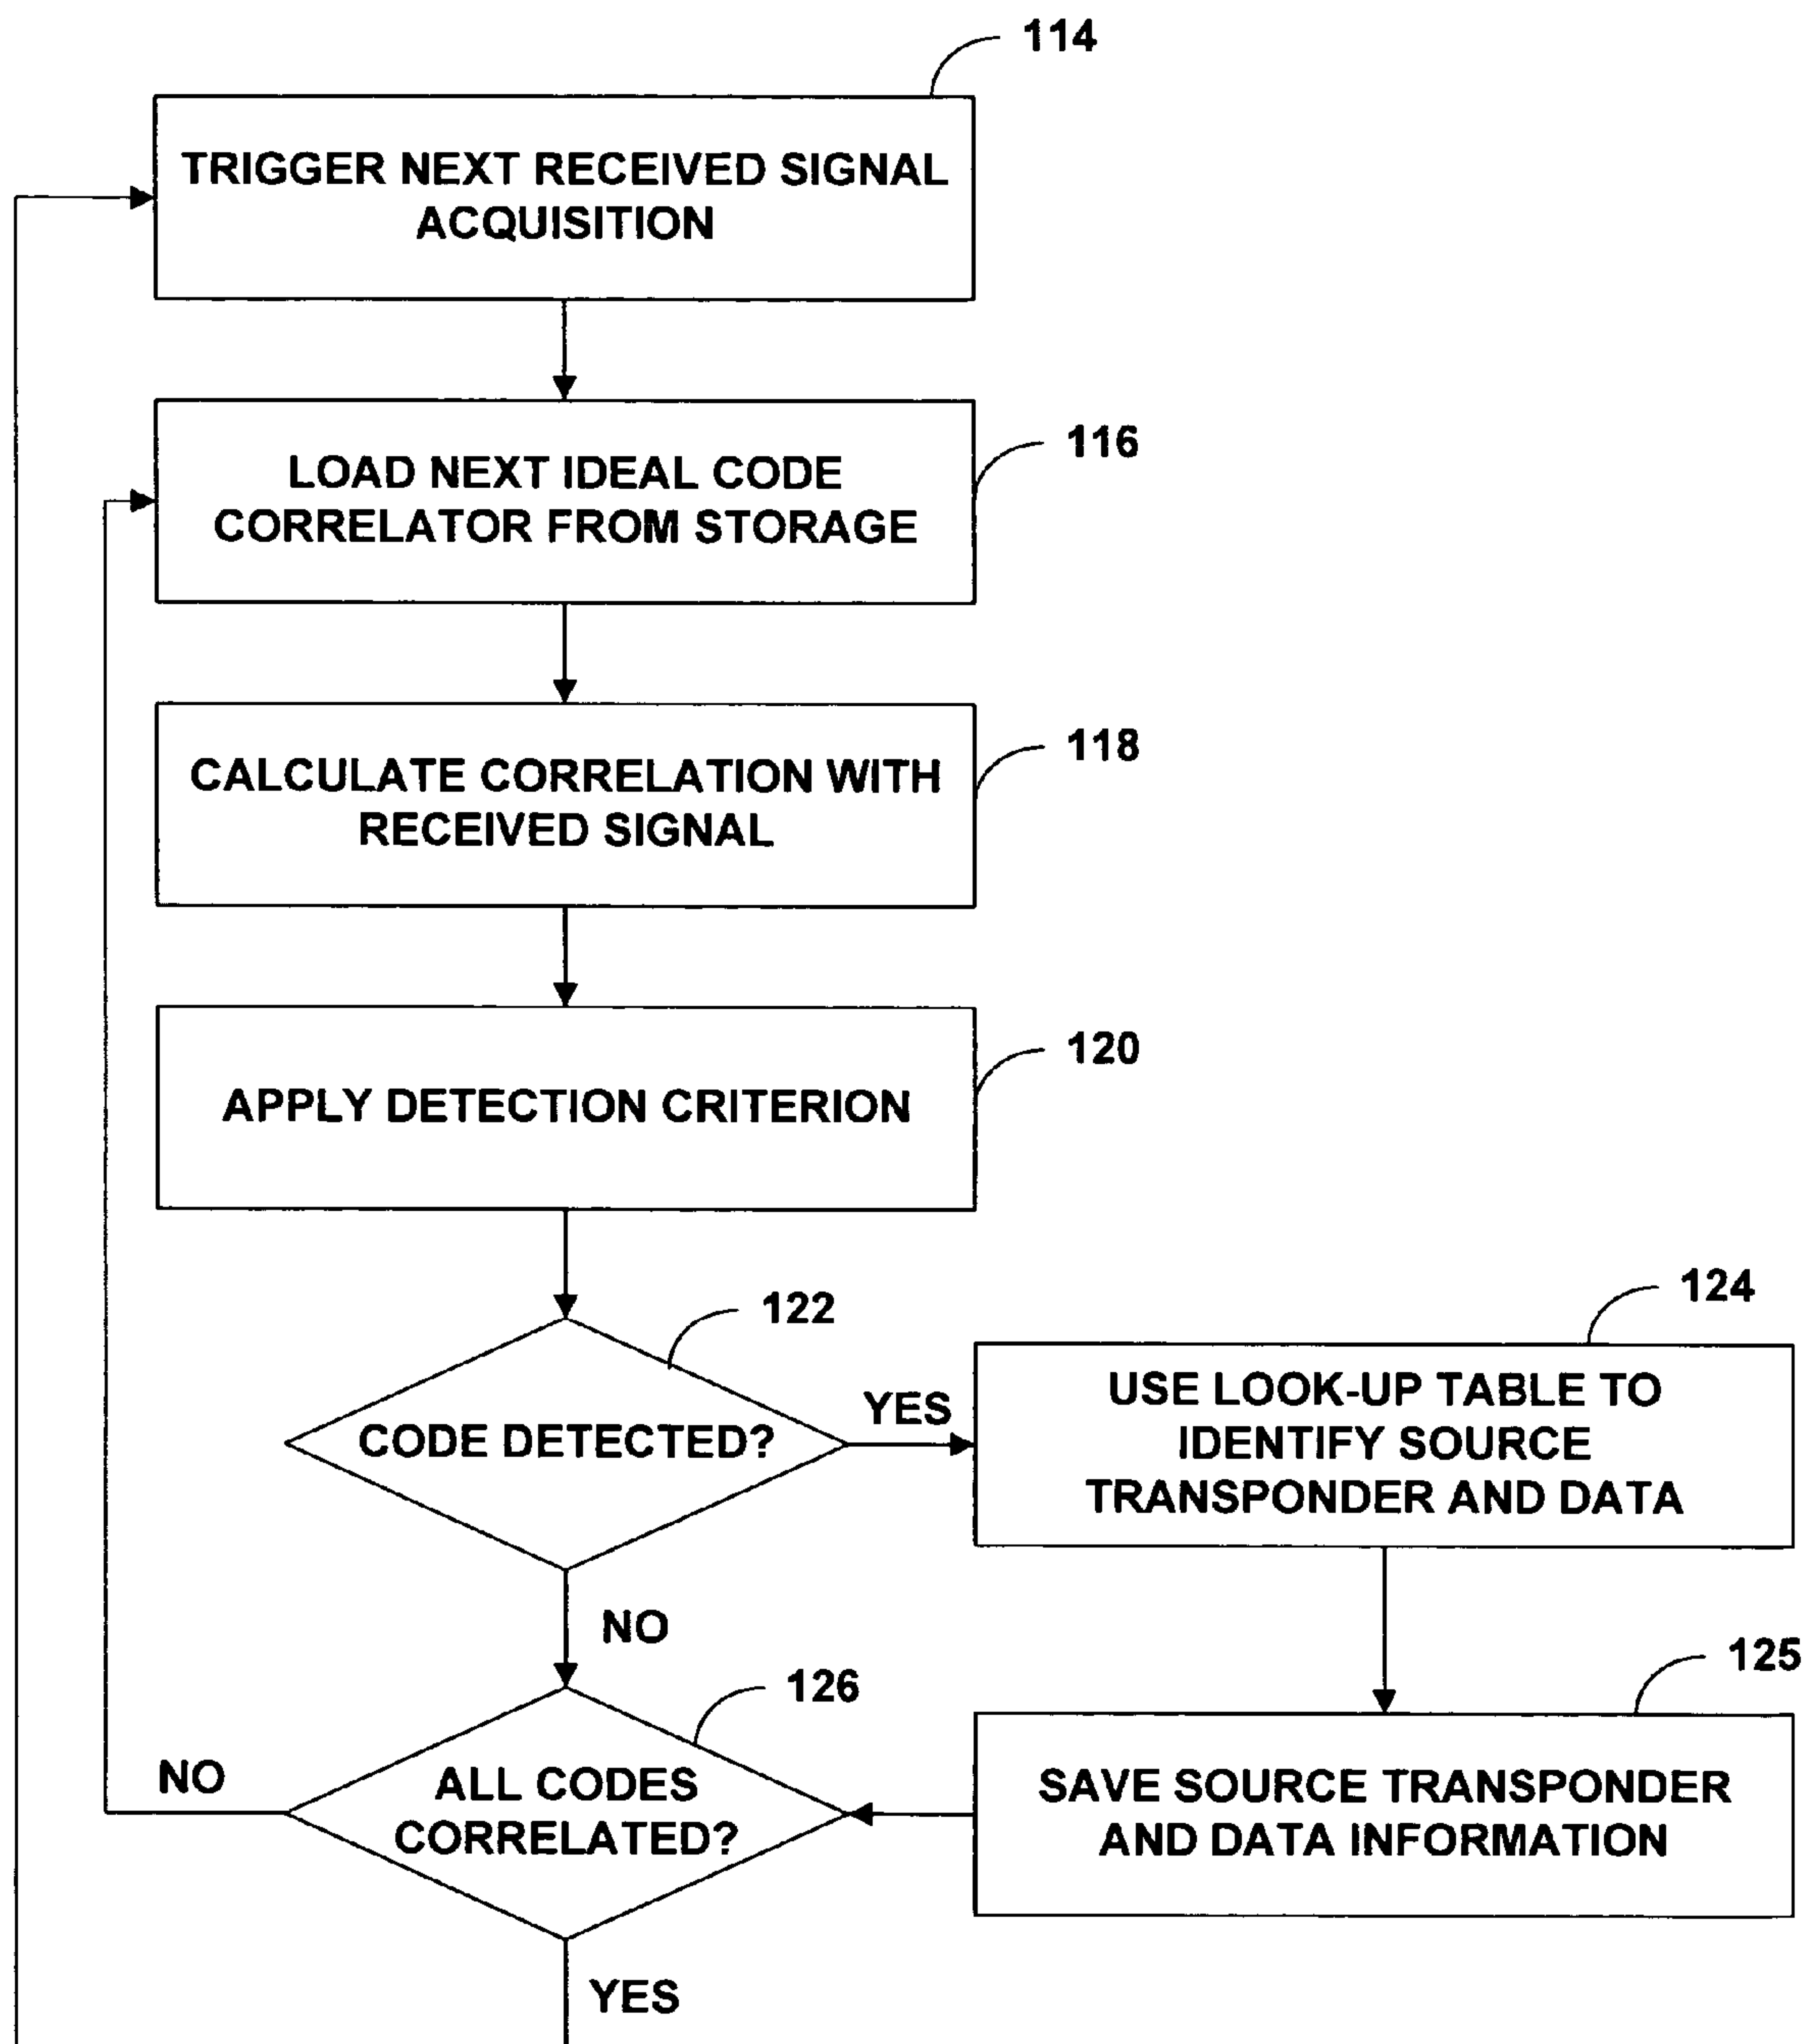 114
TRIGGER NEXT RECEIVED SIGNAL
ACQUISITION
116
LOAD NEXT IDEAL CODE
CORRELATOR FROM STORAGE
118
CALCULATE CORRELATION WITH
RECEIVED SIGNAL
120
APPLY DETECTION CRITERION
122
CODE DETECTED?
YES
124
USE LOOK-UP TABLE TO
IDENTIFY SOURCE
TRANSPONDER AND DATA
NO
125
SAVE SOURCE TRANSPONDER
AND DATA INFORMATION
126
ALL CODES
CORRELATED?
NO
YES